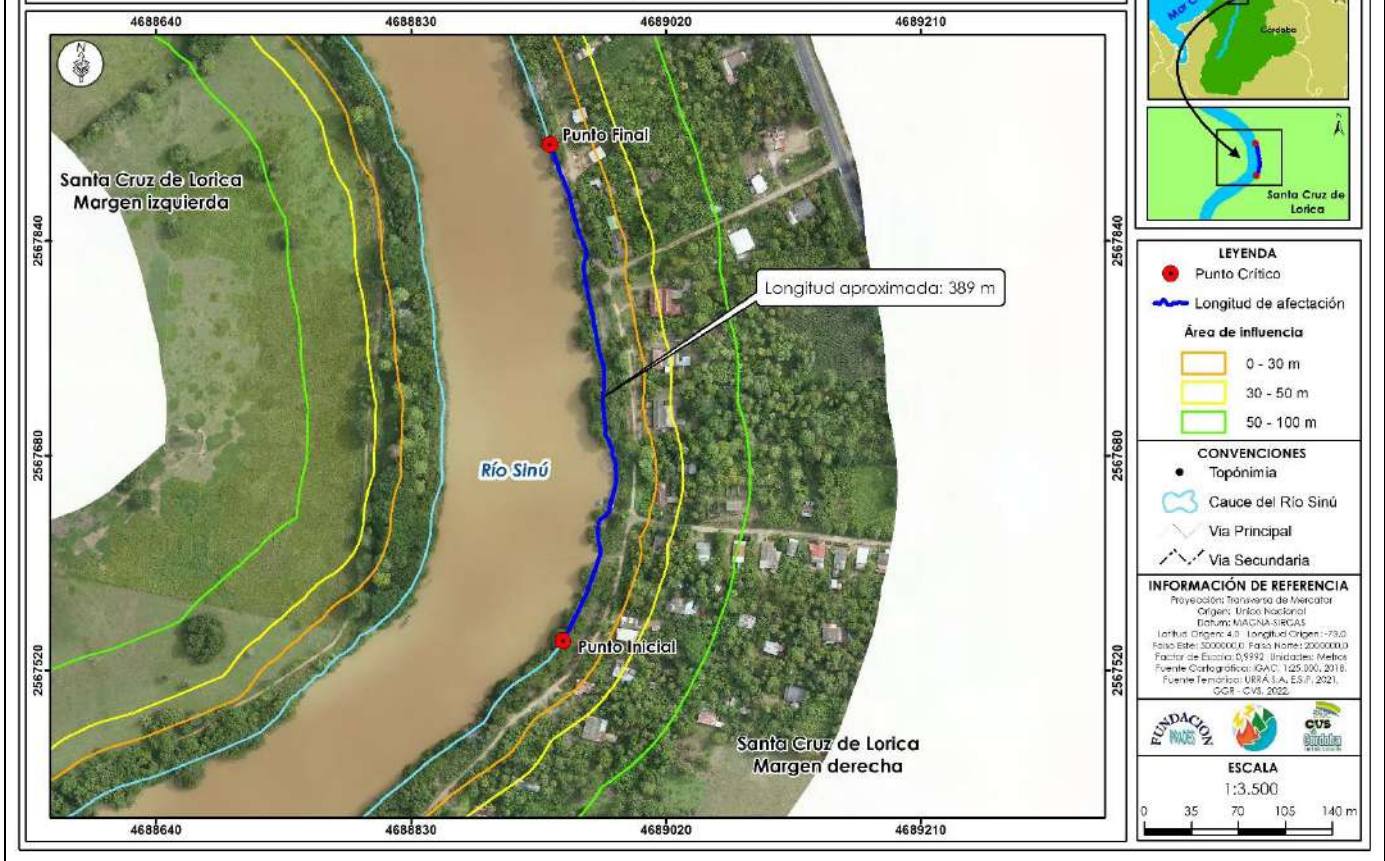 4688640 4688830 4689020 4689210
N
Punto Final
Santa Cruz de Lorica
Margen izquierda
2567840
2567840
Longitud aproximada: 389 m
Río Sinú
2567680
2567680
Punto Inicial
2567520
2567520
Santa Cruz de Lorica
Margen derecha
4688640 4688830 4689020 4689210
Mar
Córdoba
N
Santa Cruz de
Lorica
LEYENDA
Punto Crítico
Longitud de afectación
Área de influencia
0 - 30 m
30 - 50 m
50 - 100 m
CONVENCIONES
Topónimia
Cauce del Río Sinú
Via Principal
Via Secundaria
INFORMACIÓN DE REFERENCIA
Proyección: Transversa de Mercator
Origen: Unico Nacional
Datum: MAGNA-SIRGAS
Latitud Origen: 4,0 Longitud Origen: -73,0
Falso Este: 5000000,0 Falso Norte: 2000000,0
Factor de Escala: 0,9992 Unidades: Metros
Fuente Cartográfica: IGAC, 1:25.000, 2018.
Fuente Temática: URRÁ S.A. E.S.P. 2021,
CVS, 2022.
FUNDACION
PRADES
CVS
Córdoba
ESCALA
1:3.500
0 35 70 105 140 m